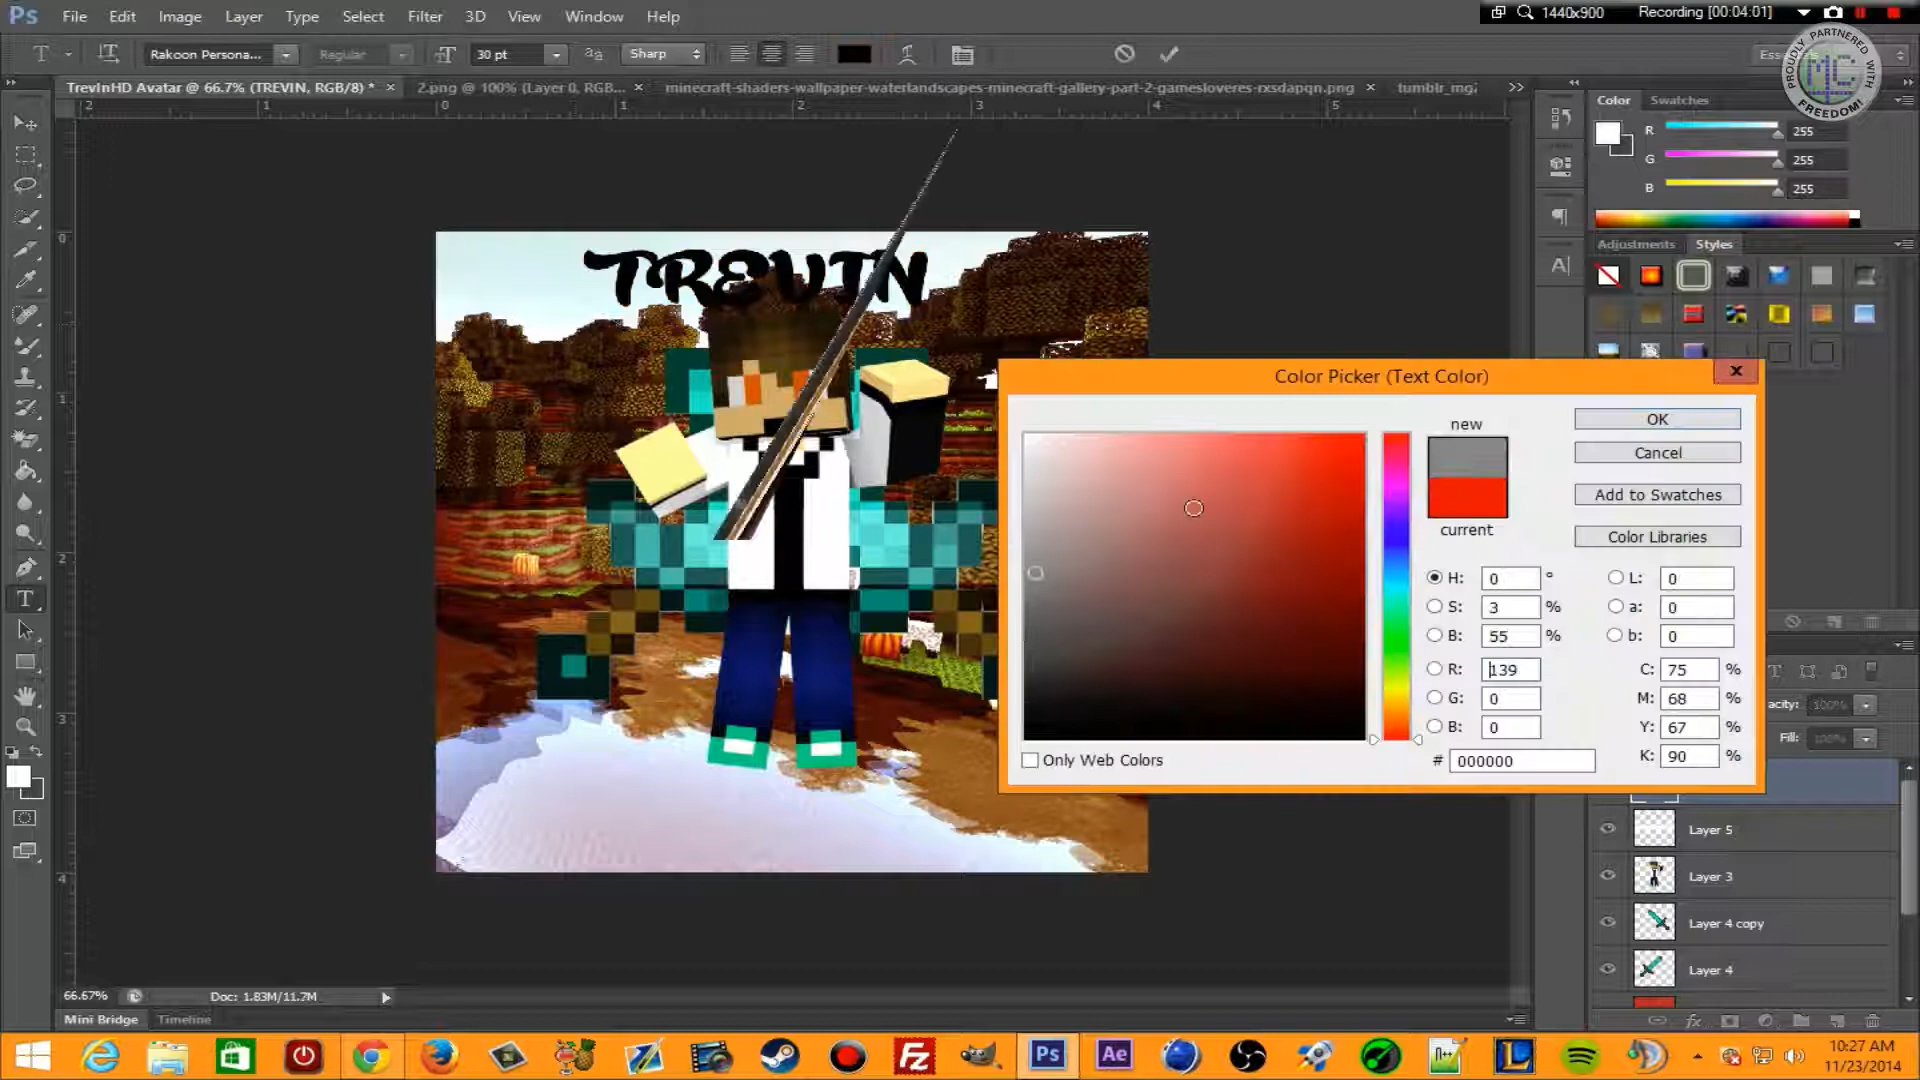 Ps File Edit Image Layer Type Select Filter 3D View Window Help
1440x900 Recording [00:04:01]
T Rakoon Persona... Regular 30 pt Sharp
PROUDLY PARTNERED WITH FREEDOM!
TrevInHD Avatar @ 66.7% (TREVIN, RGB/8) * × 2.png @ 100% (Layer 0, RGB... × minecraft-shaders-wallpaper-waterlandscapes-minecraft-gallery-part-2-gamesloveres-rxsdapqn.png ×
Color Swatches
R 255
G 255
B 255
Adjustments Styles
TREVIN
Color Picker (Text Color)
new
current
OK
Cancel
Add to Swatches
Color Libraries
H: 0 °
S: 3 %
B: 55 %
R: 139
G: 0
B: 0
L: 0
a: 0
b: 0
C: 75 %
M: 68 %
Y: 67 %
K: 90 %
# 000000
Only Web Colors
Fill: 100%
Layer 5
Layer 3
Layer 4 copy
Layer 4
66.67% Doc: 1.83M/11.7M
Mini Bridge Timeline
10:27 AM
11/23/2014